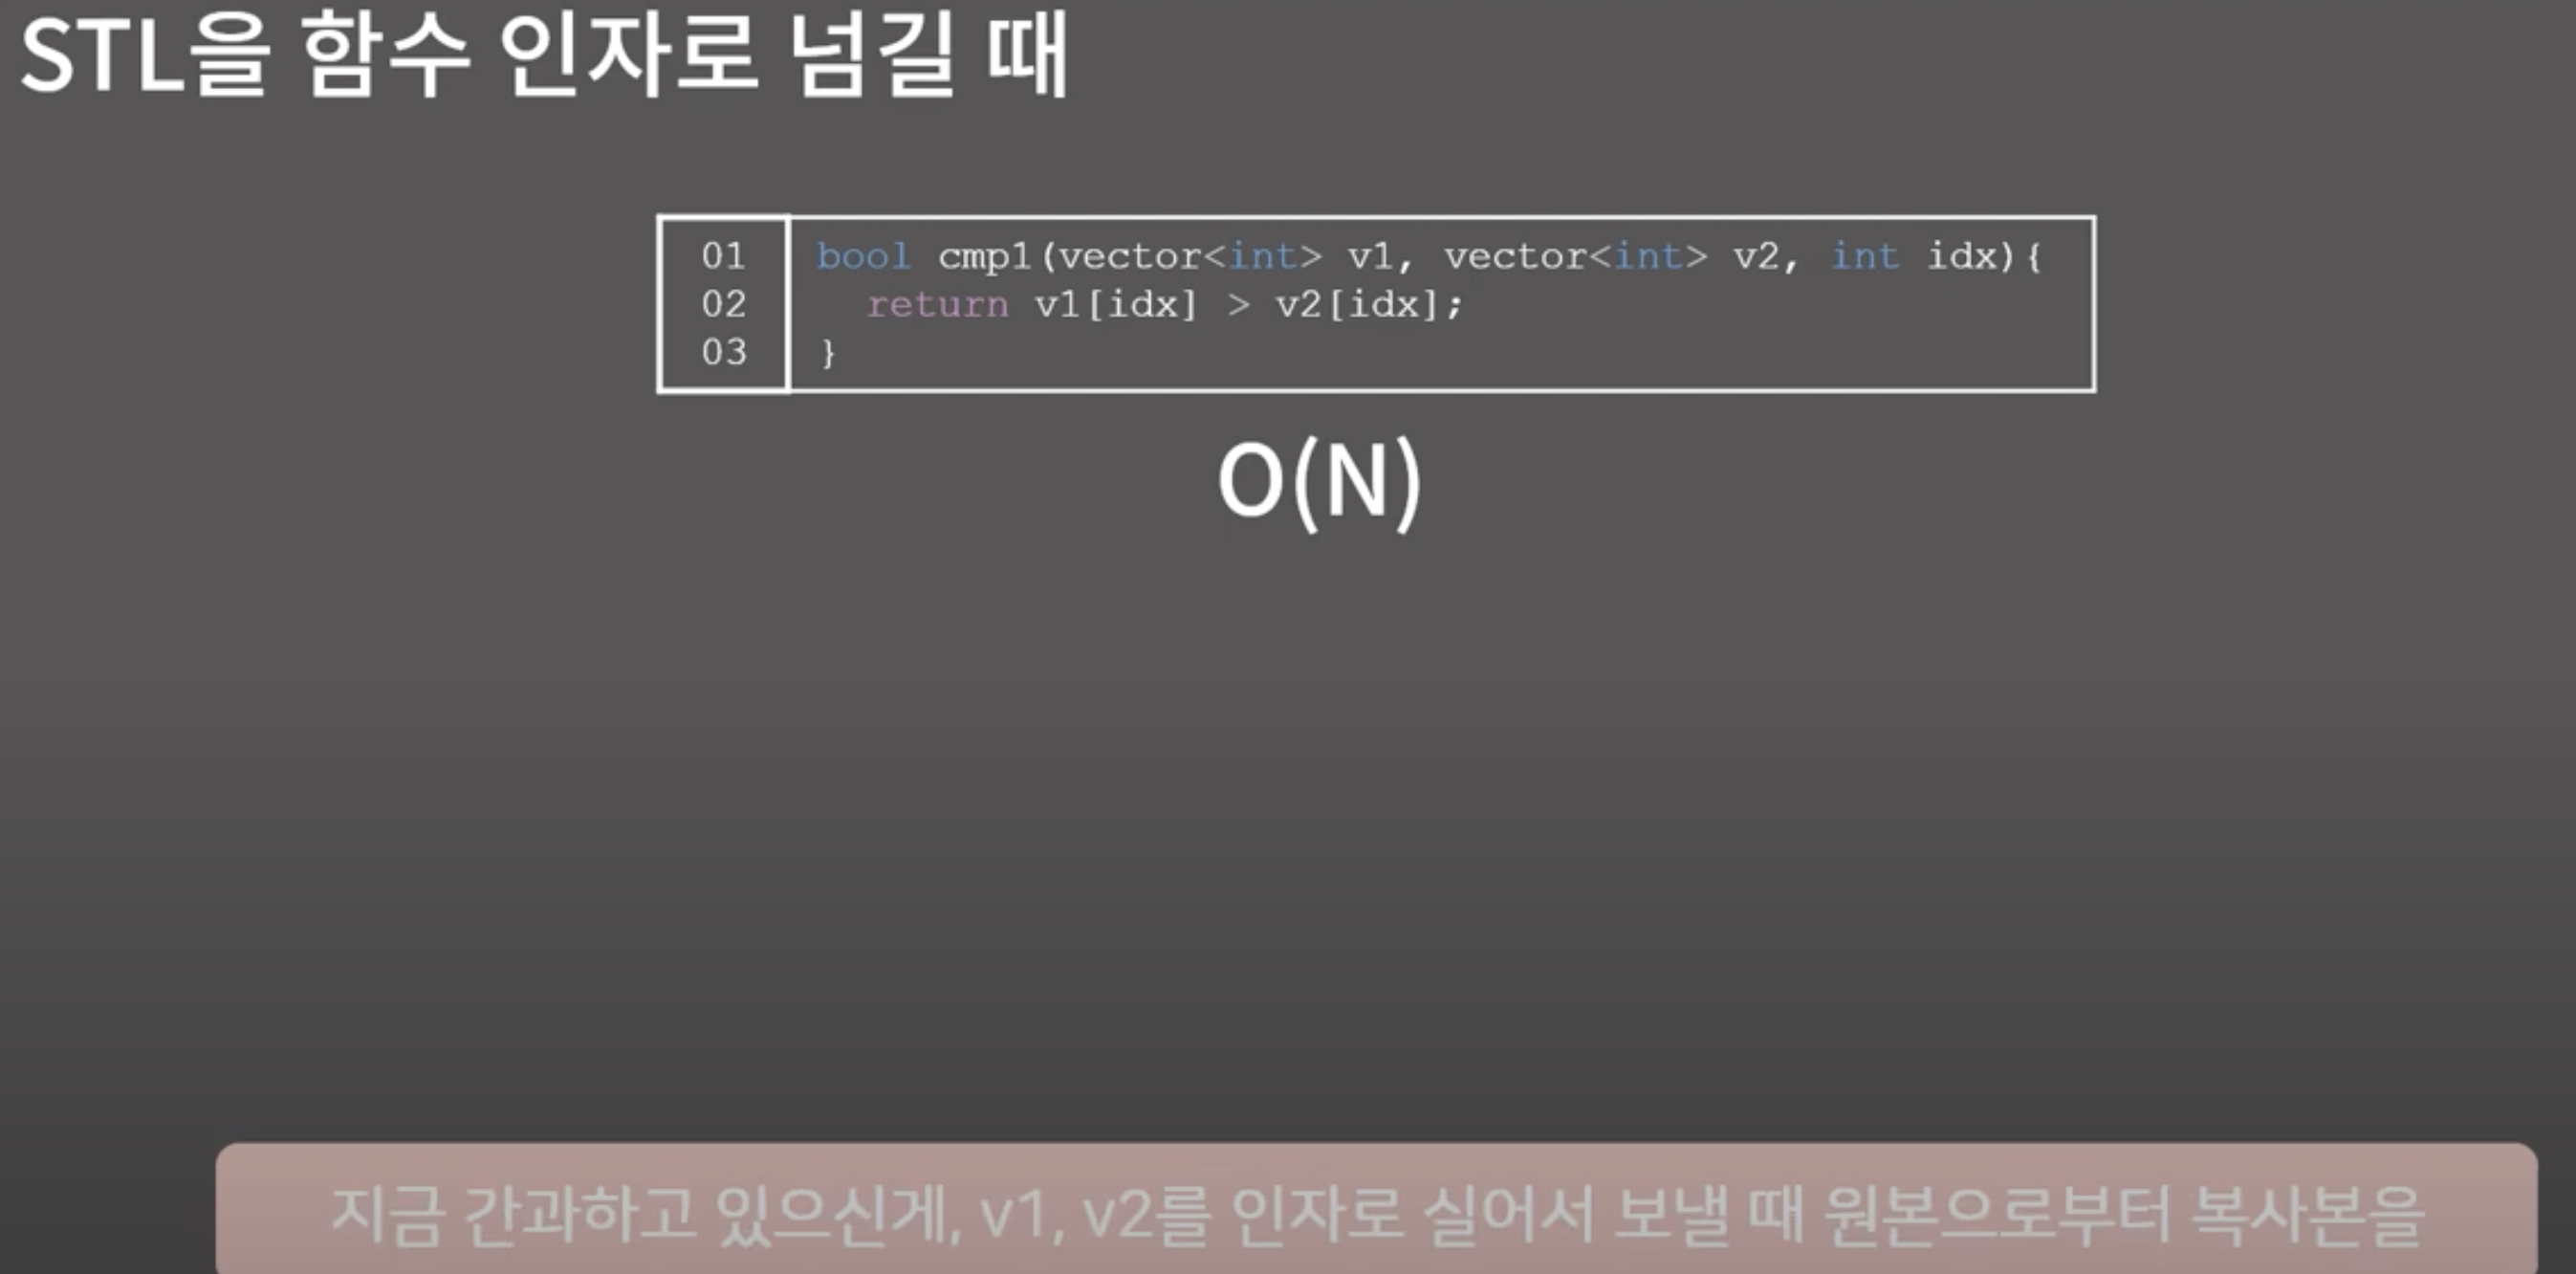 STL을 함수 인자로 넘길 때
01 bool cmp1(vector<int> v1, vector<int> v2, int idx){
02 return v1[idx] > v2[idx];
03 }
O(N)
지금 간과하고 있으신게, v1, v2를 인자로 실어서 보낼 때 원본으로부터 복사본을